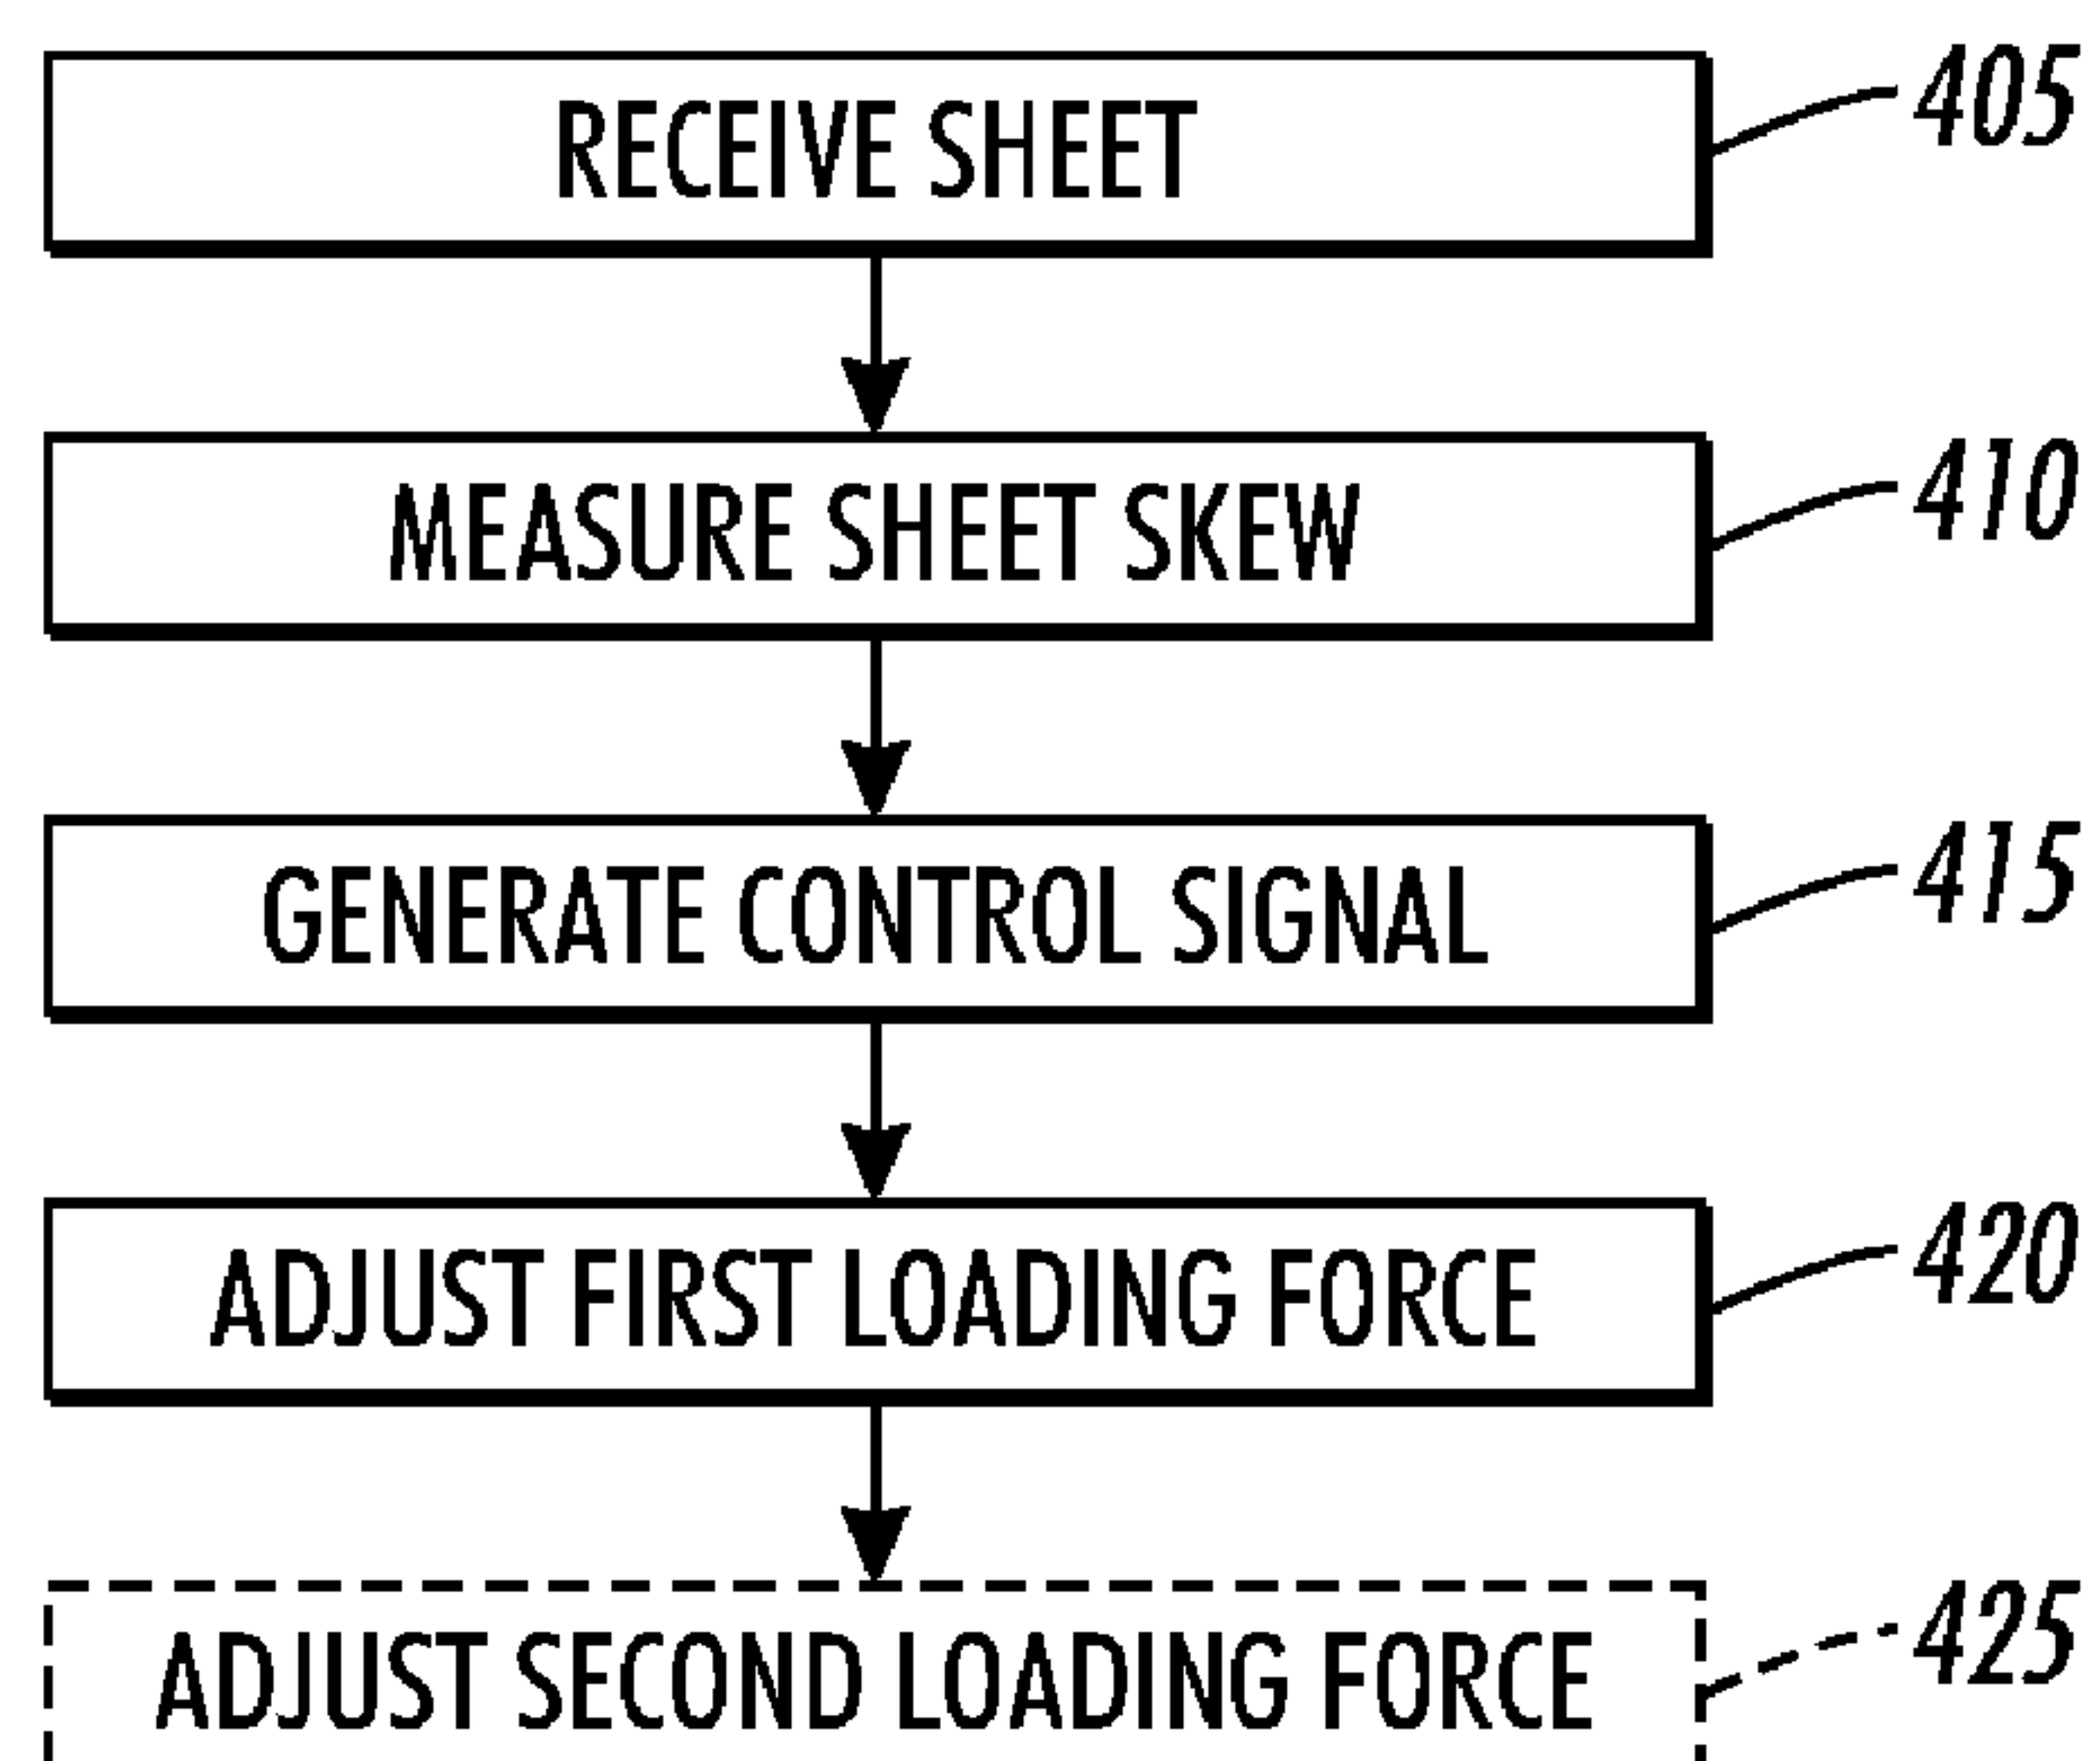 RECEIVE SHEET 405
MEASURE SHEET SKEW 410
GENERATE CONTROL SIGNAL 415
ADJUST FIRST LOADING FORCE 420
ADJUST SECOND LOADING FORCE 425